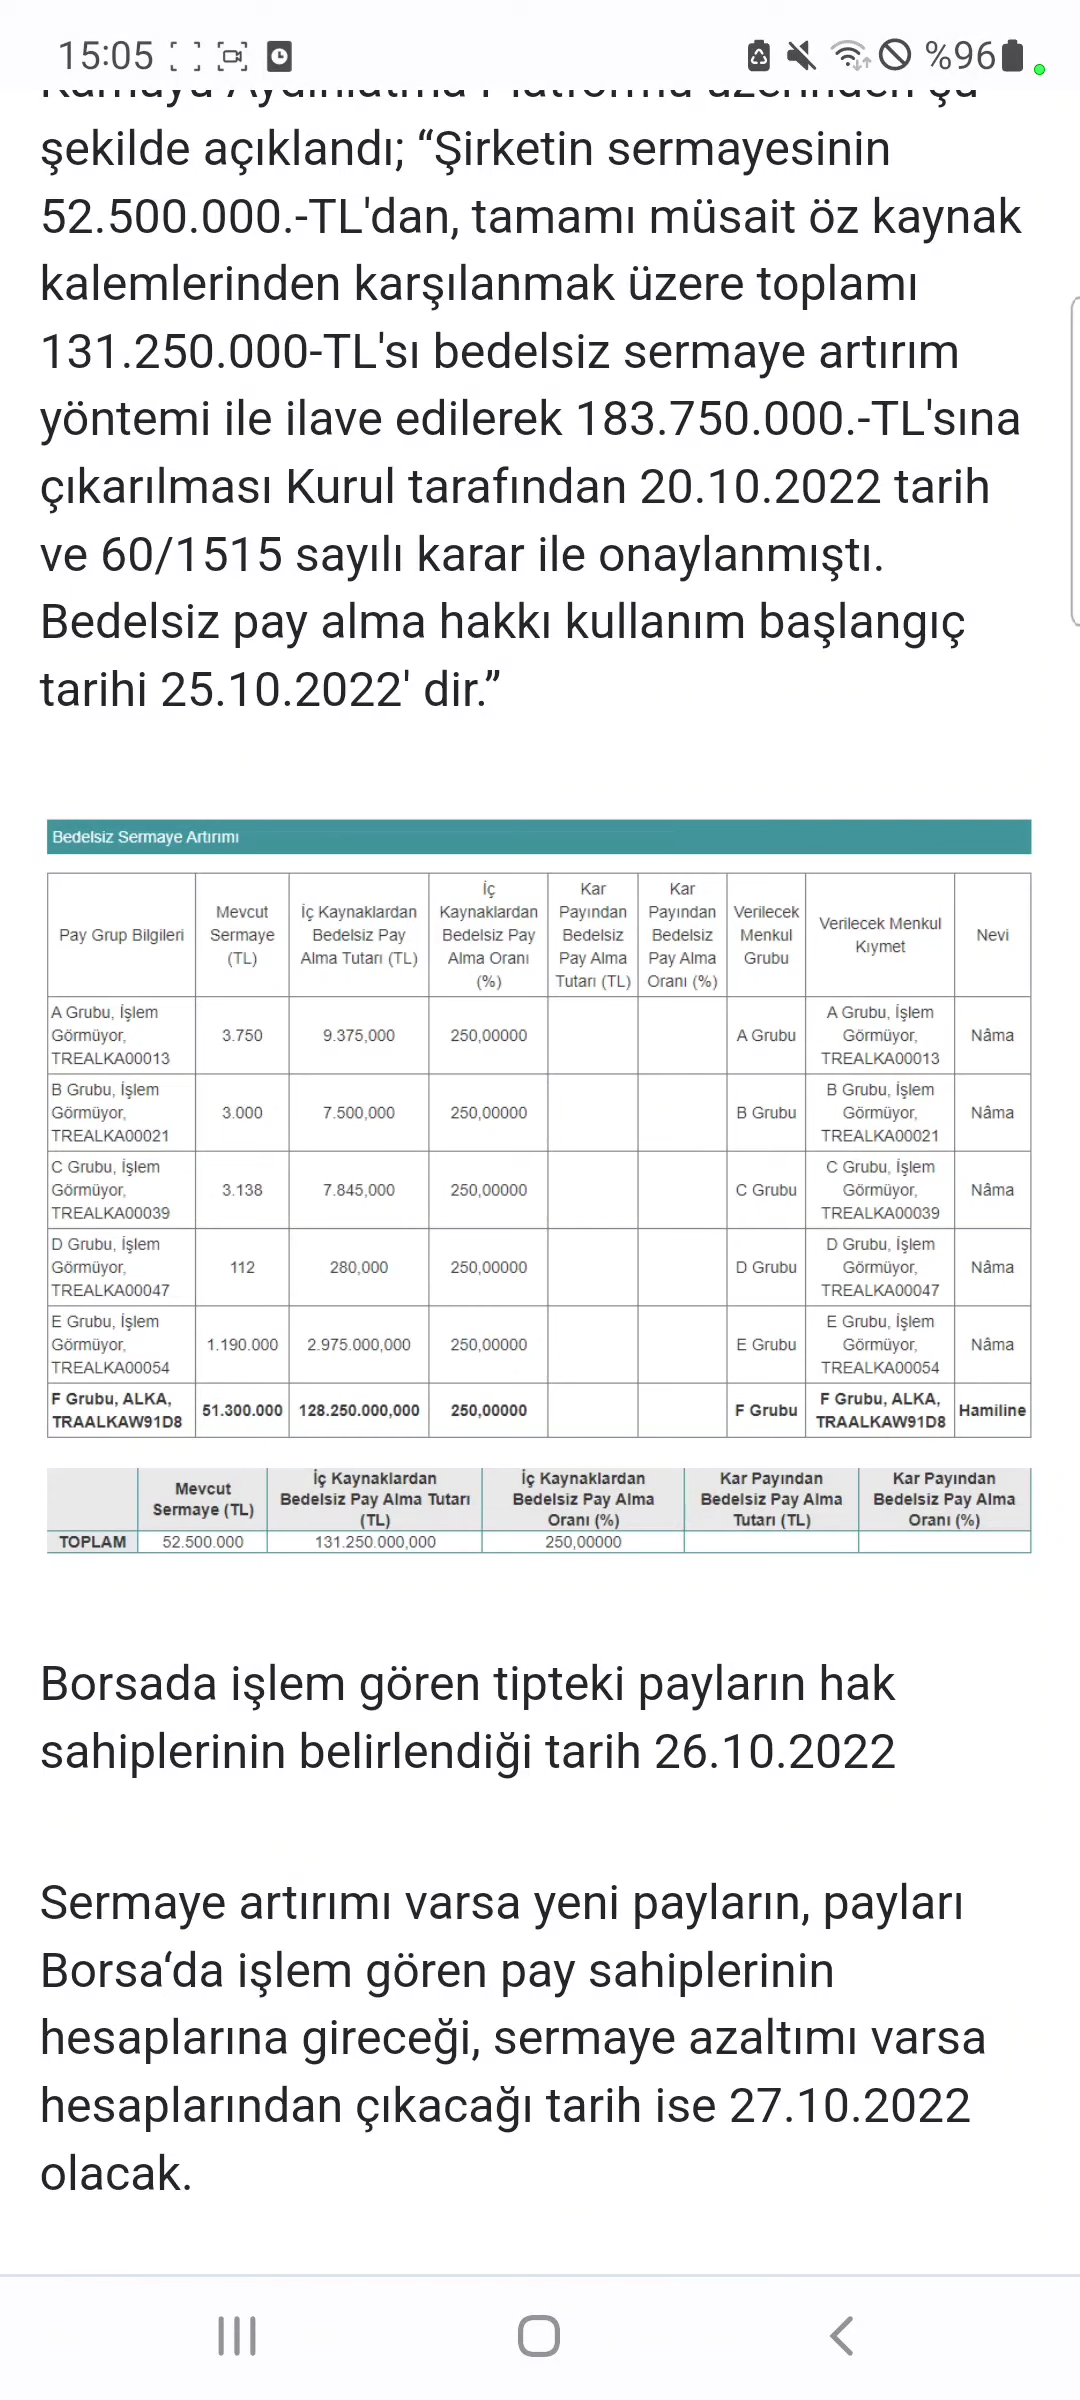 15:05
%96
şekilde açıklandı; “Şirketin sermayesinin
52.500.000.-TL'dan, tamamı müsait öz kaynak
kalemlerinden karşılanmak üzere toplamı
131.250.000-TL'sı bedelsiz sermaye artırım
yöntemi ile ilave edilerek 183.750.000.-TL'sına
çıkarılması Kurul tarafından 20.10.2022 tarih
ve 60/1515 sayılı karar ile onaylanmıştı.
Bedelsiz pay alma hakkı kullanım başlangıç
tarihi 25.10.2022' dir.”
Bedelsiz Sermaye Artırımı
Pay Grup Bilgileri
Mevcut
Sermaye
(TL)
İç Kaynaklardan
Bedelsiz Pay
Alma Tutarı (TL)
İç
Kaynaklardan
Bedelsiz Pay
Alma Oranı
(%)
Kar
Payından
Bedelsiz
Pay Alma
Tutarı (TL)
Kar
Payından
Bedelsiz
Pay Alma
Oranı (%)
Verilecek
Menkul
Grubu
Verilecek Menkul
Kıymet
Nevi
A Grubu, İşlem
Görmüyor,
TREALKA00013
3.750
9.375,000
250,00000
A Grubu
A Grubu, İşlem
Görmüyor,
TREALKA00013
Nâma
B Grubu, İşlem
Görmüyor,
TREALKA00021
3.000
7.500,000
250,00000
B Grubu
B Grubu, İşlem
Görmüyor,
TREALKA00021
Nâma
C Grubu, İşlem
Görmüyor,
TREALKA00039
3.138
7.845,000
250,00000
C Grubu
C Grubu, İşlem
Görmüyor,
TREALKA00039
Nâma
D Grubu, İşlem
Görmüyor,
TREALKA00047
112
280,000
250,00000
D Grubu
D Grubu, İşlem
Görmüyor,
TREALKA00047
Nâma
E Grubu, İşlem
Görmüyor,
TREALKA00054
1.190.000
2.975.000,000
250,00000
E Grubu
E Grubu, İşlem
Görmüyor,
TREALKA00054
Nâma
F Grubu, ALKA,
TRAALKAW91D8
51.300.000
128.250.000,000
250,00000
F Grubu
F Grubu, ALKA,
TRAALKAW91D8
Hamiline
Mevcut
Sermaye (TL)
İç Kaynaklardan
Bedelsiz Pay Alma Tutarı
(TL)
İç Kaynaklardan
Bedelsiz Pay Alma
Oranı (%)
Kar Payından
Bedelsiz Pay Alma
Tutarı (TL)
Kar Payından
Bedelsiz Pay Alma
Oranı (%)
TOPLAM
52.500.000
131.250.000,000
250,00000
Borsada işlem gören tipteki payların hak
sahiplerinin belirlendiği tarih 26.10.2022
Sermaye artırımı varsa yeni payların, payları
Borsa‘da işlem gören pay sahiplerinin
hesaplarına gireceği, sermaye azaltımı varsa
hesaplarından çıkacağı tarih ise 27.10.2022
olacak.